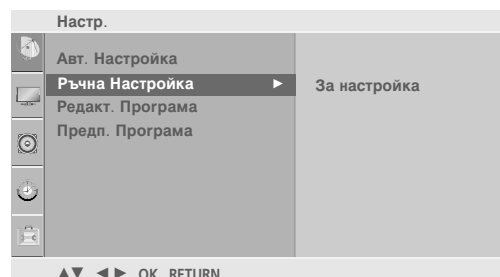 Настр.
Авт. Настройка
Ръчна Настройка ► За настройка
Редакт. Програма
Предп. Програма
▲▼ ◄► OK RETURN